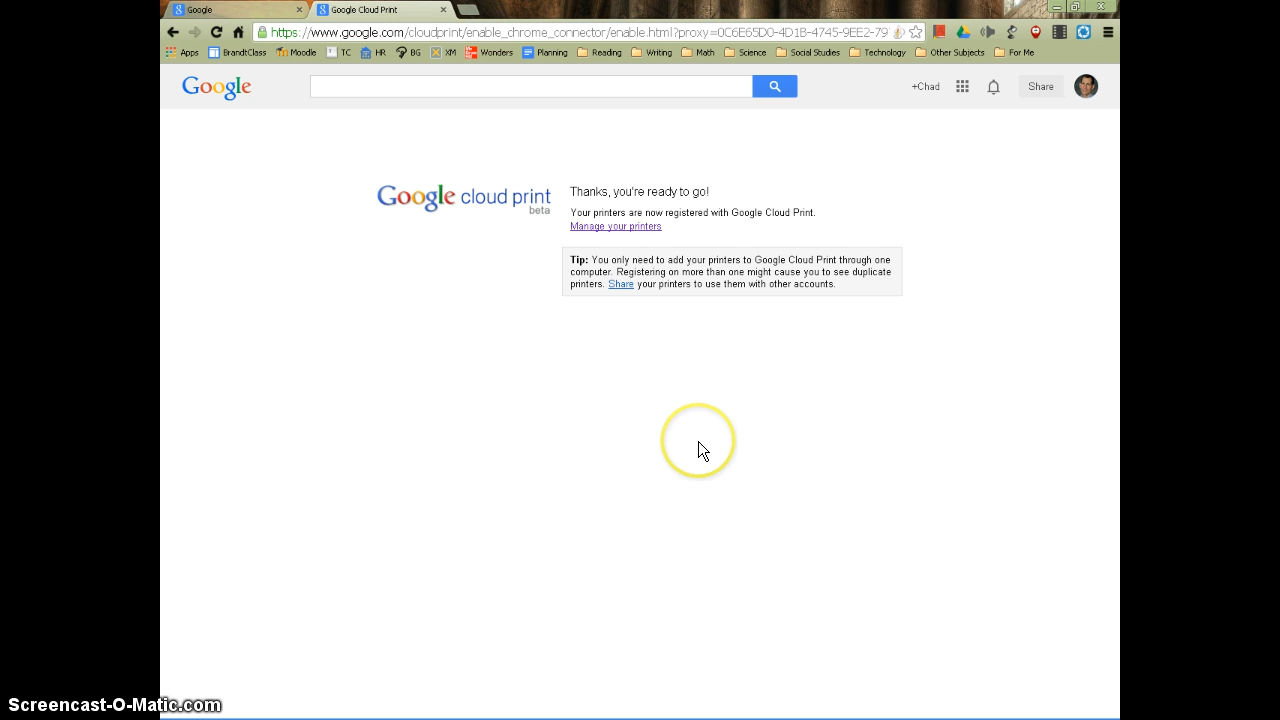 Google
Google Cloud Print
https://www.google.com/cloudprint/enable_chrome_connector/enable.html?proxy=0C6E65D0-4D1B-4745-9EE2-79
Apps BrandtClass Moodle TC HR BG XM Wonders Planning Reading Writing Math Science Social Studies Technology Other Subjects For Me
Google +Chad Share
Google cloud print
beta
Thanks, you're ready to go!
Your printers are now registered with Google Cloud Print.
Manage your printers
Tip: You only need to add your printers to Google Cloud Print through one
computer. Registering on more than one might cause you to see duplicate
printers. Share your printers to use them with other accounts.
Screencast-O-Matic.com